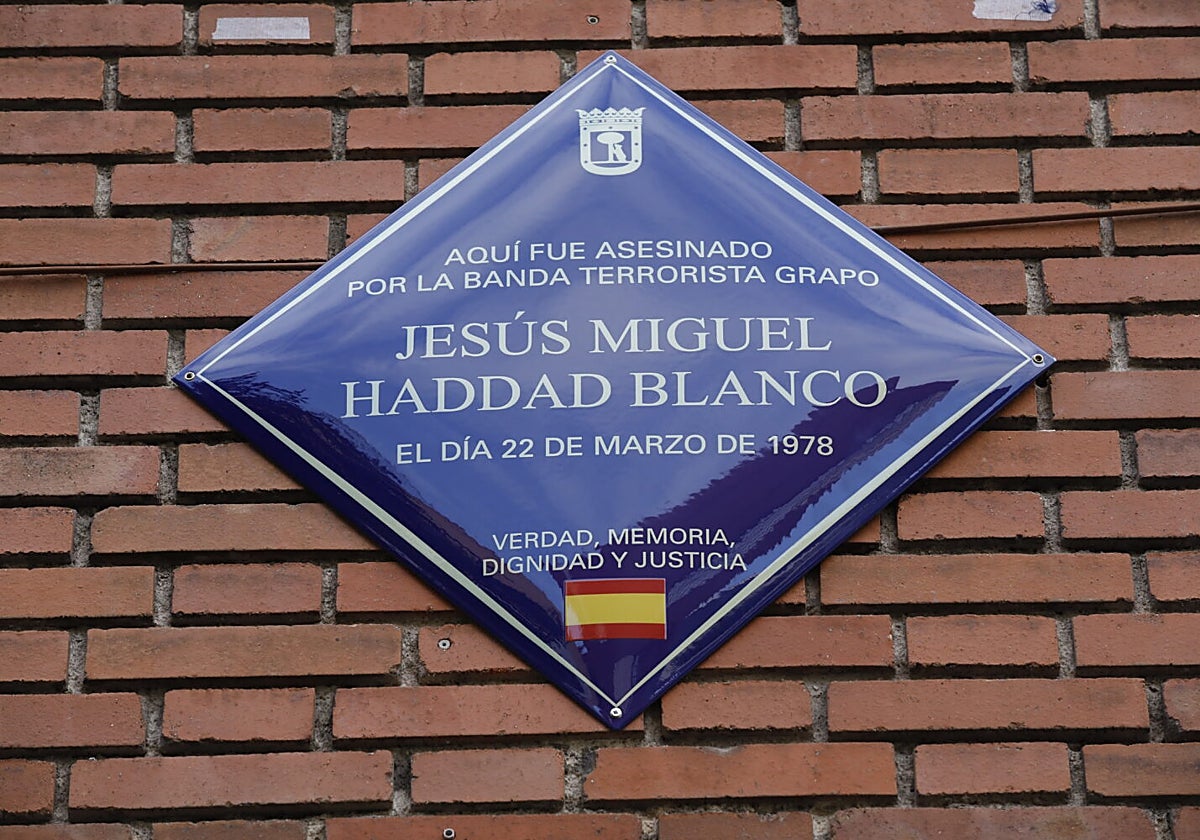 AQUÍ FUE ASESINADO
POR LA BANDA TERRORISTA GRAPO
JESÚS MIGUEL
HADDAD BLANCO
EL DÍA 22 DE MARZO DE 1978
VERDAD, MEMORIA,
DIGNIDAD Y JUSTICIA